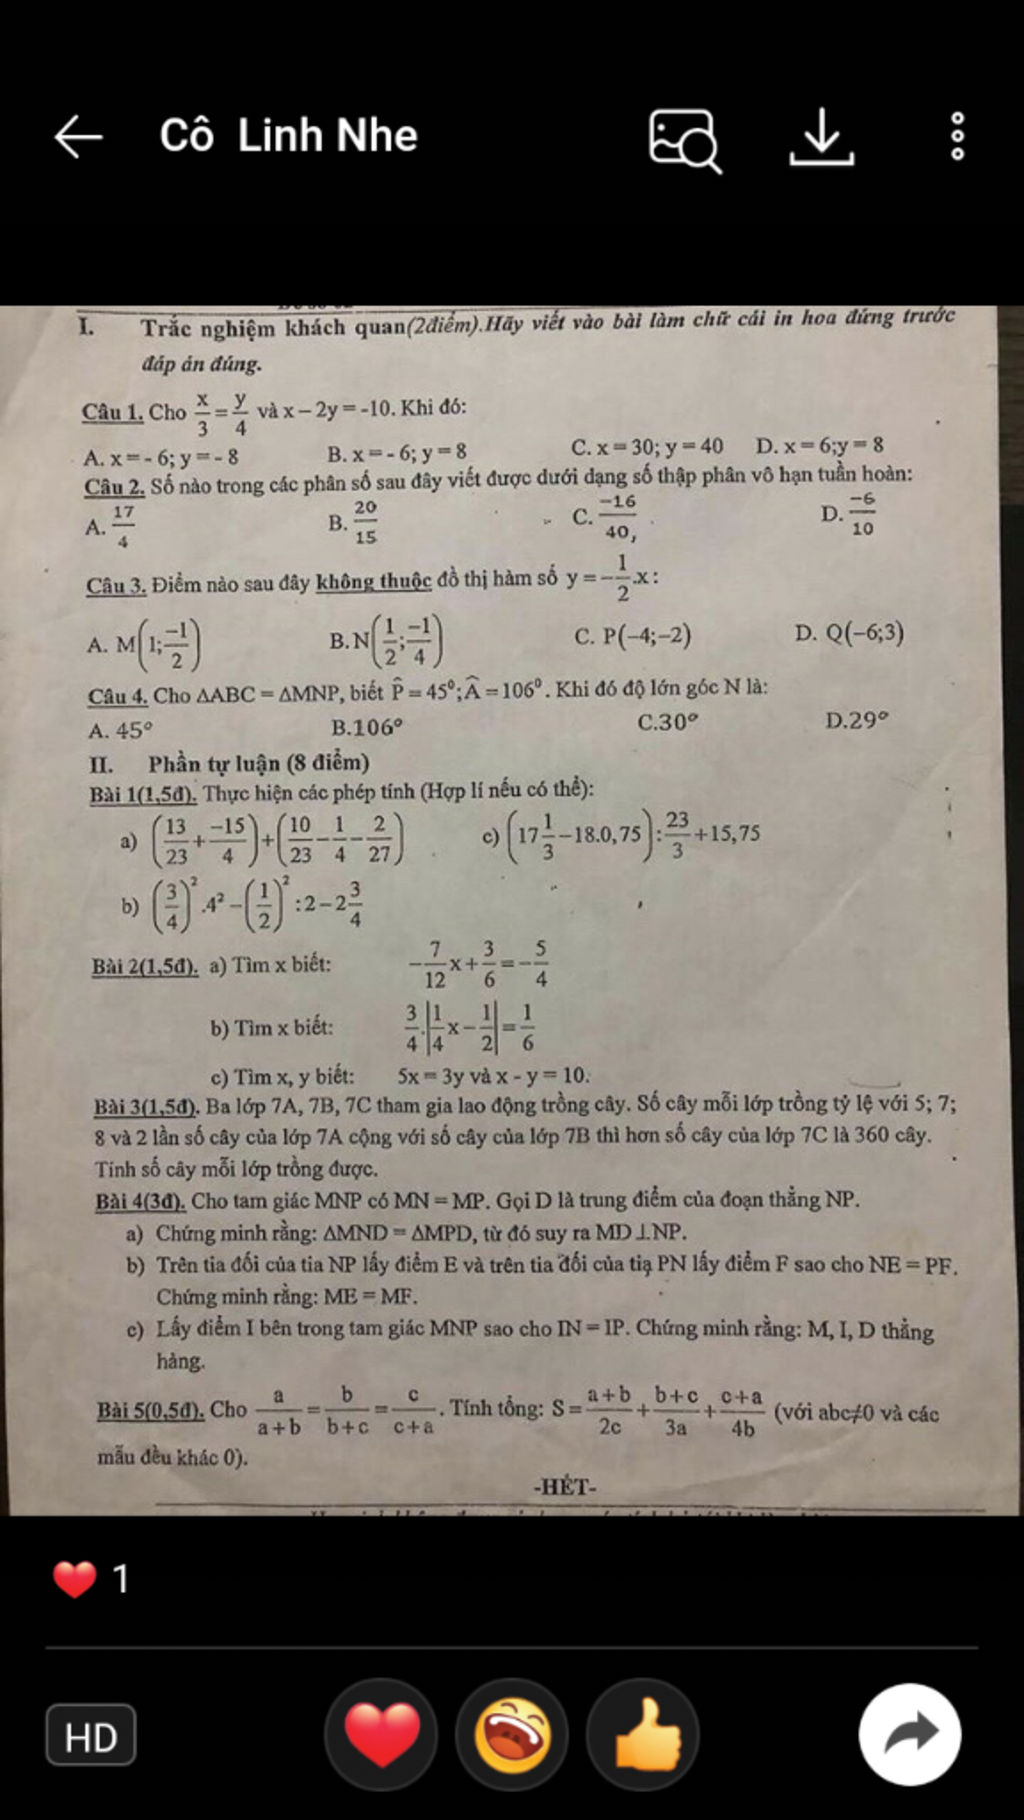 Cô Linh Nhe
I. Trắc nghiệm khách quan(2điểm).Hãy viết vào bài làm chữ cái in hoa đứng trước
đáp án đúng.
Câu 1. Cho x/3 = y/4 và x – 2y = -10. Khi đó:
A. x = - 6; y = - 8 B. x = - 6; y = 8 C. x = 30; y = 40 D. x = 6;y = 8
Câu 2. Số nào trong các phân số sau đây viết được dưới dạng số thập phân vô hạn tuần hoàn:
A. 17/4 B. 20/15 C. -16/40, D. -6/10
Câu 3. Điểm nào sau đây không thuộc đồ thị hàm số y = -1/2.x :
A. M(1; -1/2) B. N(1/2; -1/4) C. P(-4;-2) D. Q(-6;3)
Câu 4. Cho ΔABC = ΔMNP, biết P̂ = 45⁰; Â = 106⁰. Khi đó độ lớn góc N là:
A. 45° B.106° C.30° D.29°
II. Phần tự luận (8 điểm)
Bài 1(1,5đ). Thực hiện các phép tính (Hợp lí nếu có thể):
a) (13/23 + -15/4) + (10/23 - 1/4 - 2/27) c) (17 1/3 - 18.0,75) : 23/3 + 15,75
b) (3/4)² .4² - (1/2)² : 2 - 2 3/4
Bài 2(1,5đ). a) Tìm x biết: -7/12 x + 3/6 = -5/4
b) Tìm x biết: 3/4 . |1/4 x - 1/2| = 1/6
c) Tìm x, y biết: 5x = 3y và x - y = 10.
Bài 3(1,5đ). Ba lớp 7A, 7B, 7C tham gia lao động trồng cây. Số cây mỗi lớp trồng tỷ lệ với 5; 7;
8 và 2 lần số cây của lớp 7A cộng với số cây của lớp 7B thì hơn số cây của lớp 7C là 360 cây.
Tính số cây mỗi lớp trồng được.
Bài 4(3đ). Cho tam giác MNP có MN = MP. Gọi D là trung điểm của đoạn thẳng NP.
a) Chứng minh rằng: ΔMND = ΔMPD, từ đó suy ra MD⊥NP.
b) Trên tia đối của tia NP lấy điểm E và trên tia đối của tia PN lấy điểm F sao cho NE = PF.
Chứng minh rằng: ME = MF.
c) Lấy điểm I bên trong tam giác MNP sao cho IN = IP. Chứng minh rằng: M, I, D thẳng
hàng.
Bài 5(0,5đ). Cho a/(a+b) = b/(b+c) = c/(c+a). Tính tổng: S = (a+b)/2c + (b+c)/3a + (c+a)/4b (với abc≠0 và các
mẫu đều khác 0).
-HẾT-
1
HD